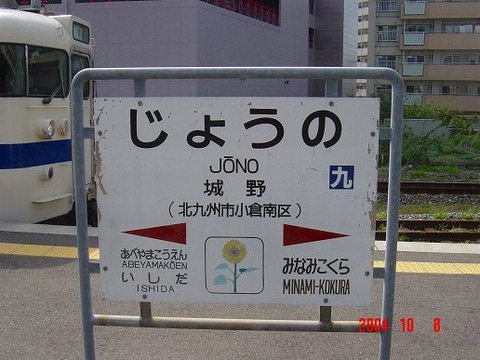 じょうの
JŌNO
城野
九
(北九州市小倉南区)
あべやまこうえん
ABEYAMAKŌEN
いしだ
ISHIDA
みなみこくら
MINAMI-KOKURA
2004 10 8